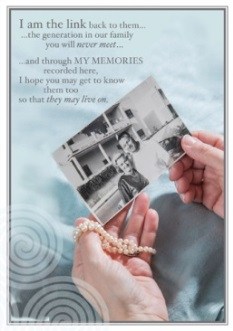 I am the link back to them...
...the generation in our family
you will never meet...
...and through MY MEMORIES
recorded here,
I hope you may get to know
them too
so that they may live on.